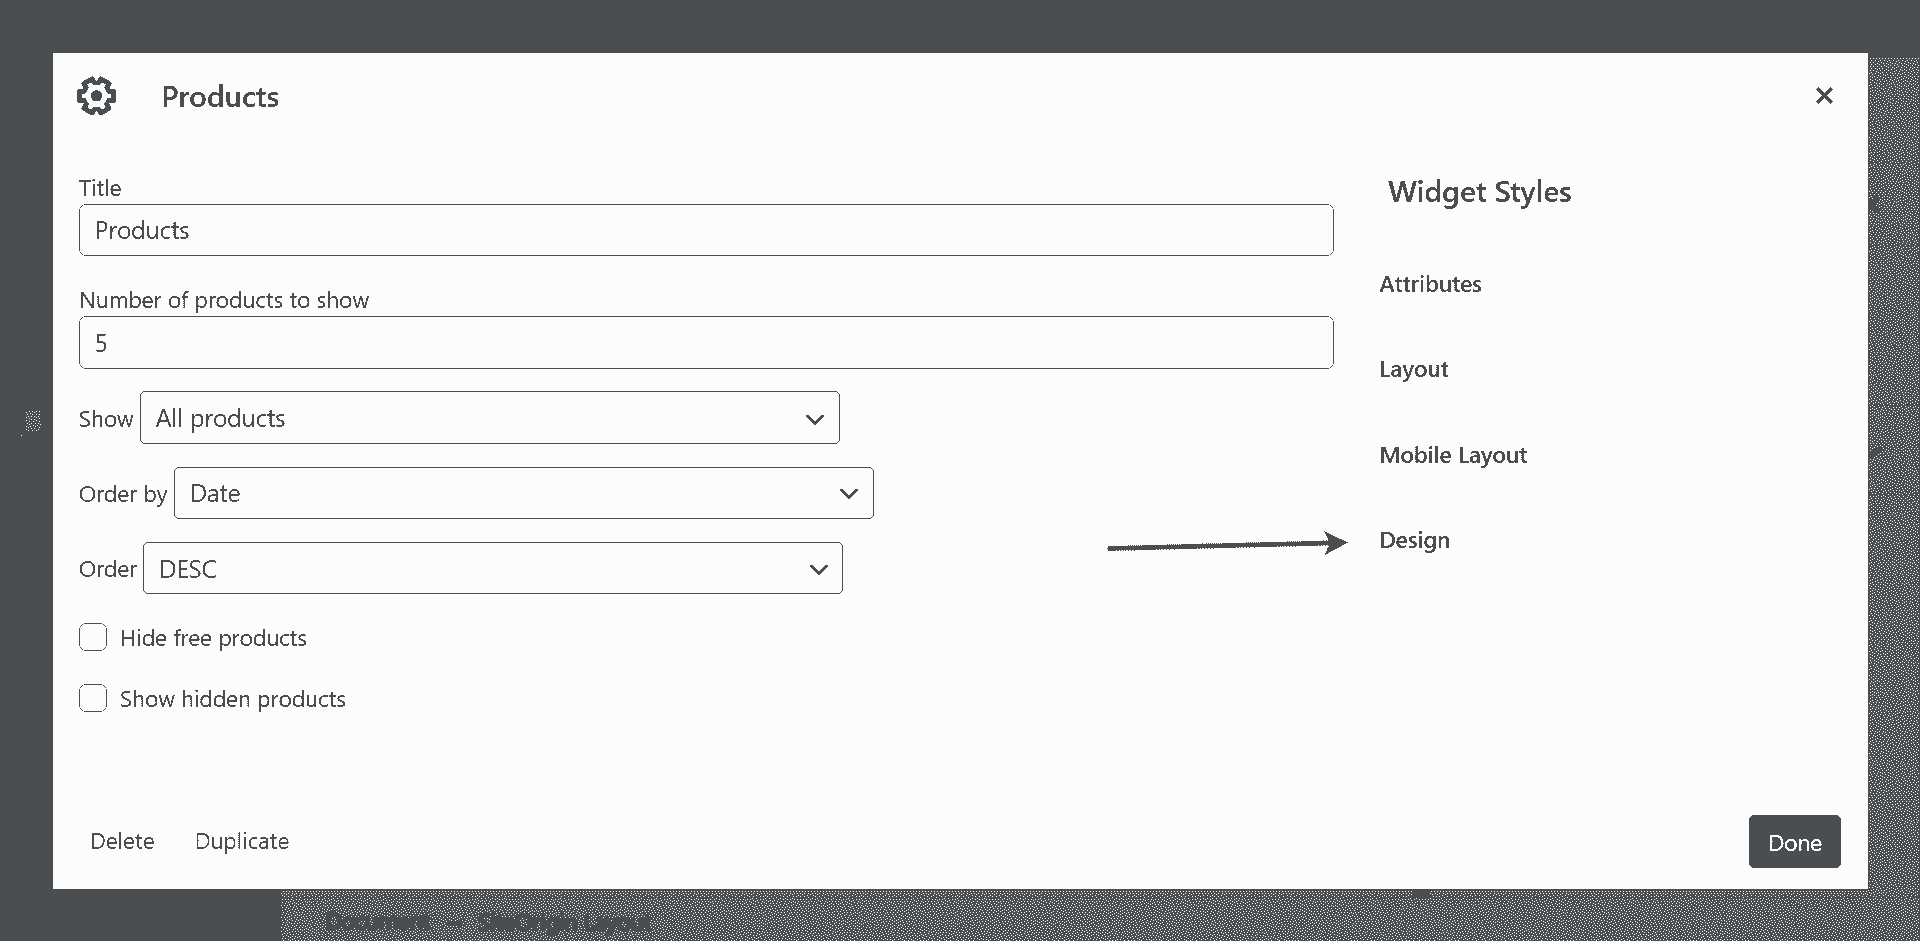 Products
Title
Products
Number of products to show
5
Show All products
Order by Date
Order DESC
Hide free products
Show hidden products
Widget Styles
Attributes
Layout
Mobile Layout
Design
Delete Duplicate
Done
Document → SiteOrigin Layout